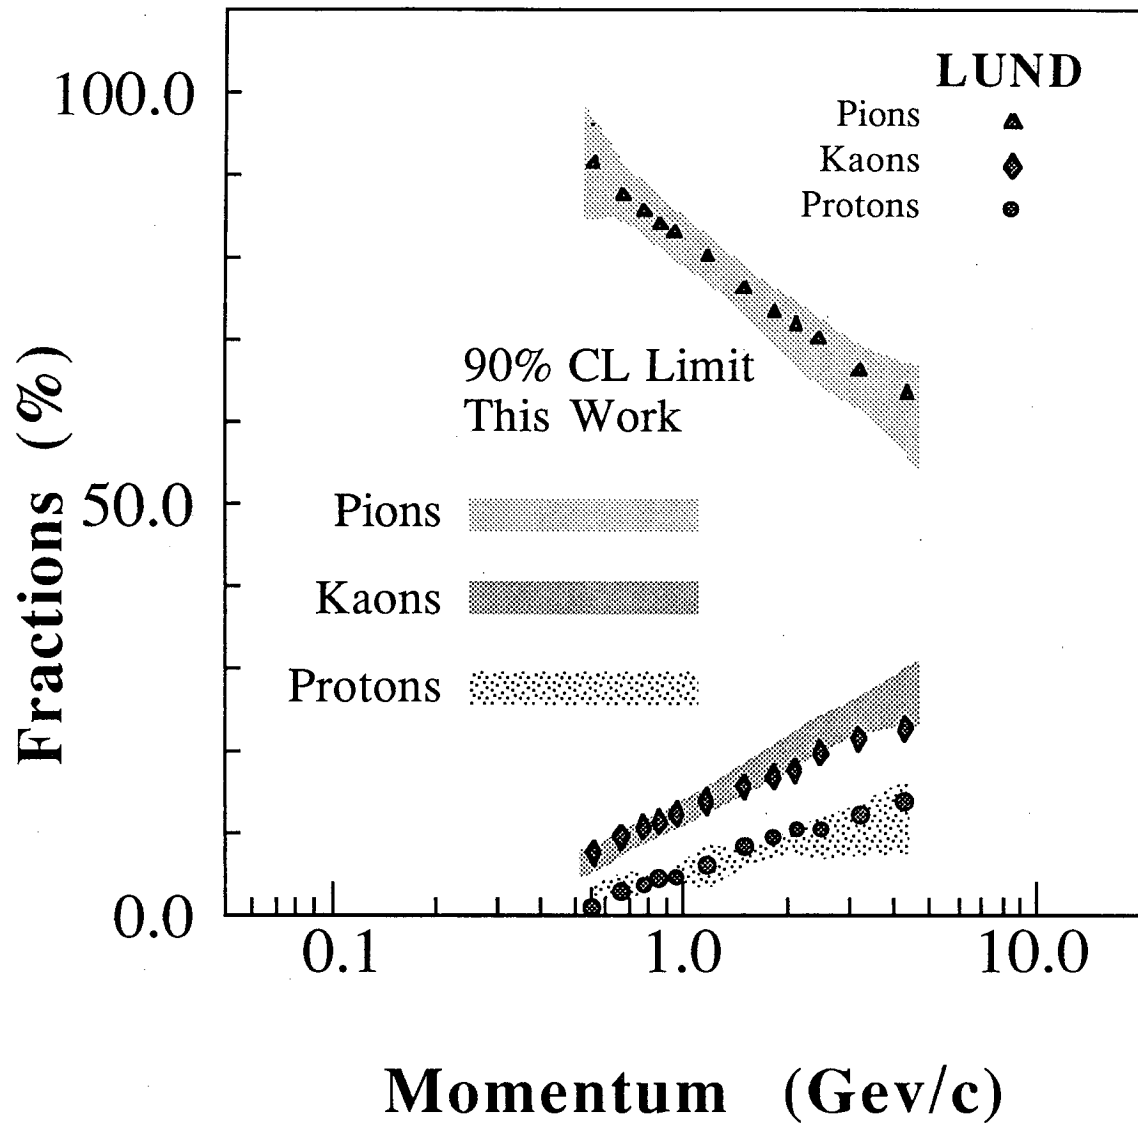 100.0
LUND
Pions
Kaons
Protons
90% CL Limit
This Work
50.0
Pions
Kaons
Protons
Fractions (%)
0.0
0.1
1.0
10.0
Momentum (Gev/c)